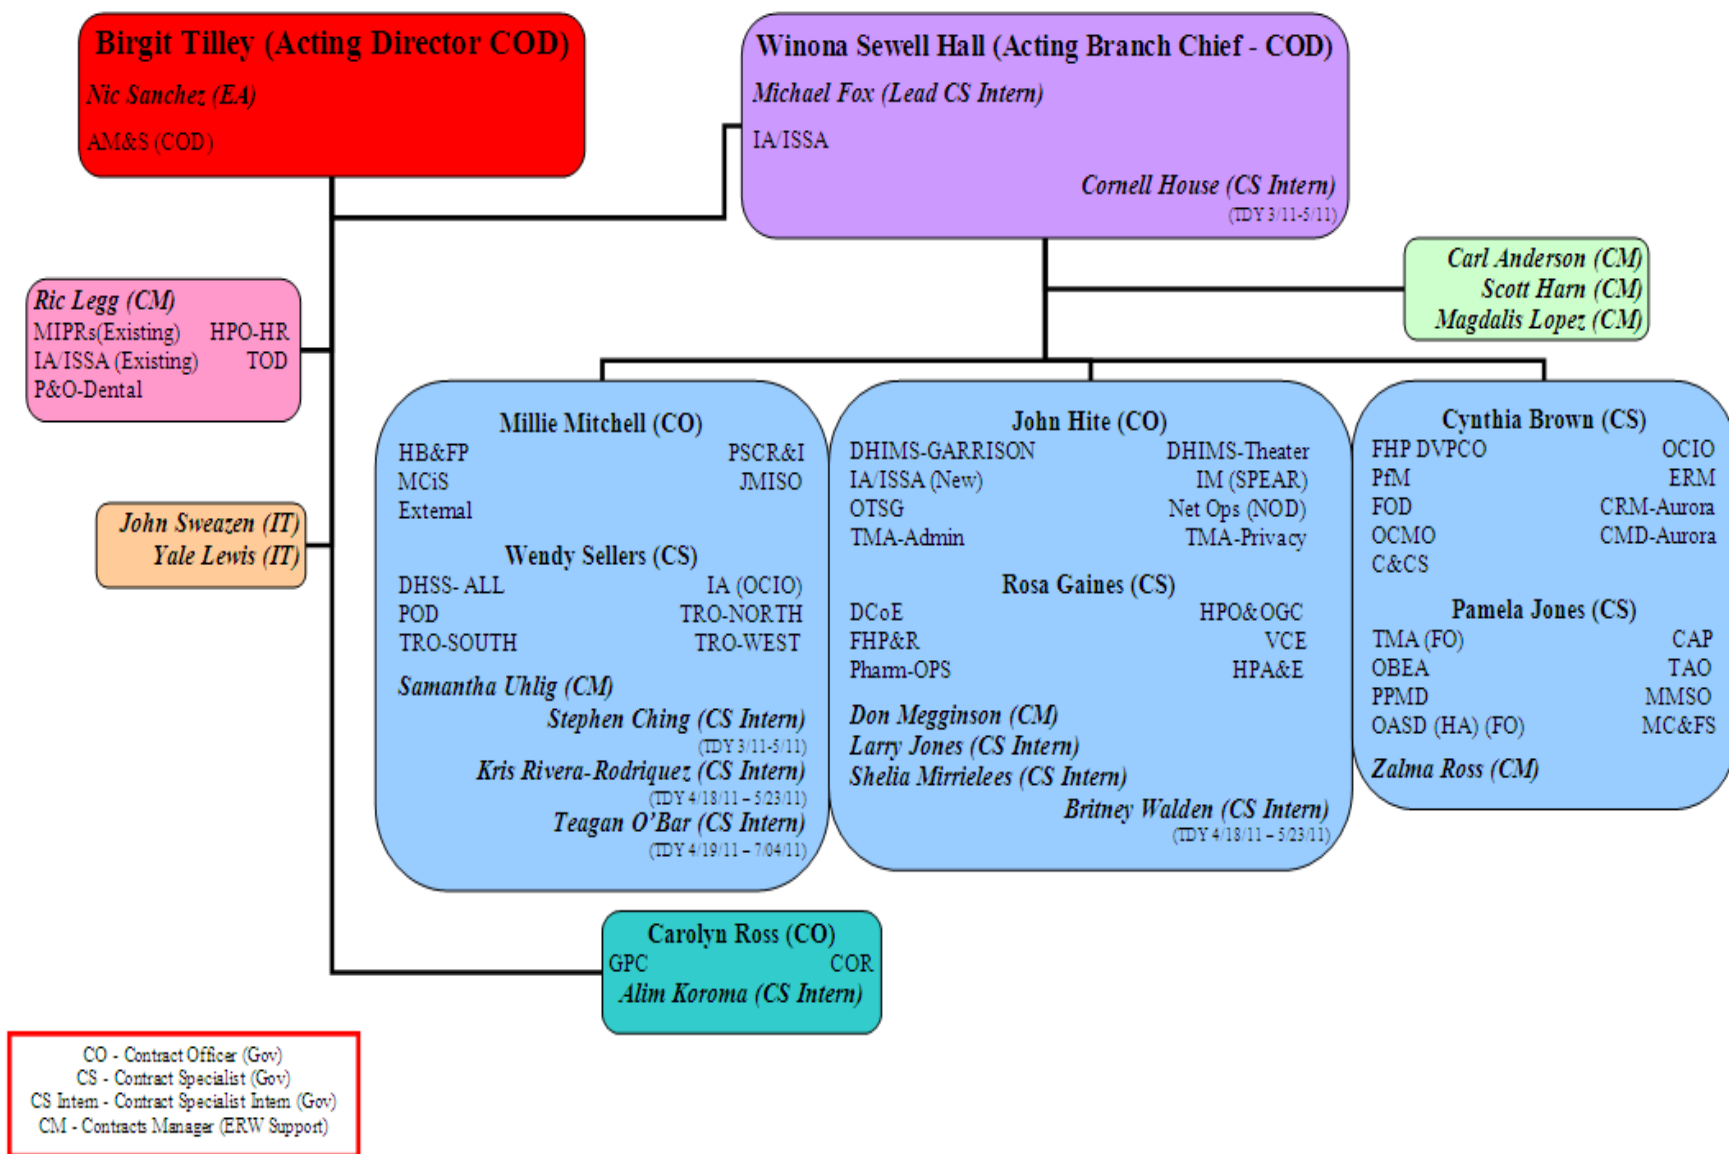 Birgit Tilley (Acting Director COD)
Nic Sanchez (EA)
AM&S (COD)
Winona Sewell Hall (Acting Branch Chief - COD)
Michael Fox (Lead CS Intern)
IA/ISSA
Cornell House (CS Intern)
(TDY 3/11-5/11)
Carl Anderson (CM)
Scott Harn (CM)
Magdalis Lopez (CM)
Ric Legg (CM)
MIPRs(Existing) HPO-HR
IA/ISSA (Existing) TOD
P&O-Dental
John Sweazen (IT)
Yale Lewis (IT)
Millie Mitchell (CO)
HB&FP PSCR&I
MCiS JMISO
External
Wendy Sellers (CS)
DHSS- ALL IA (OCIO)
POD TRO-NORTH
TRO-SOUTH TRO-WEST
Samantha Uhlig (CM)
Stephen Ching (CS Intern)
(TDY 3/11-5/11)
Kris Rivera-Rodriquez (CS Intern)
(TDY 4/18/11 – 5/23/11)
Teagan O’Bar (CS Intern)
(TDY 4/19/11 – 7/04/11)
John Hite (CO)
DHIMS-GARRISON DHIMS-Theater
IA/ISSA (New) IM (SPEAR)
OTSG Net Ops (NOD)
TMA-Admin TMA-Privacy
Rosa Gaines (CS)
DCoE HPO&OGC
FHP&R VCE
Pharm-OPS HPA&E
Don Megginson (CM)
Larry Jones (CS Intern)
Shelia Mirrielees (CS Intern)
Britney Walden (CS Intern)
(TDY 4/18/11 – 5/23/11)
Cynthia Brown (CS)
FHP DVPCO OCIO
PfM ERM
FOD CRM-Aurora
OCMO CMD-Aurora
C&CS
Pamela Jones (CS)
TMA (FO) CAP
OBEA TAO
PPMD MMSO
OASD (HA) (FO) MC&FS
Zalma Ross (CM)
Carolyn Ross (CO)
GPC COR
Alim Koroma (CS Intern)
CO - Contract Officer (Gov)
CS - Contract Specialist (Gov)
CS Intern - Contract Specialist Intern (Gov)
CM - Contracts Manager (ERW Support)